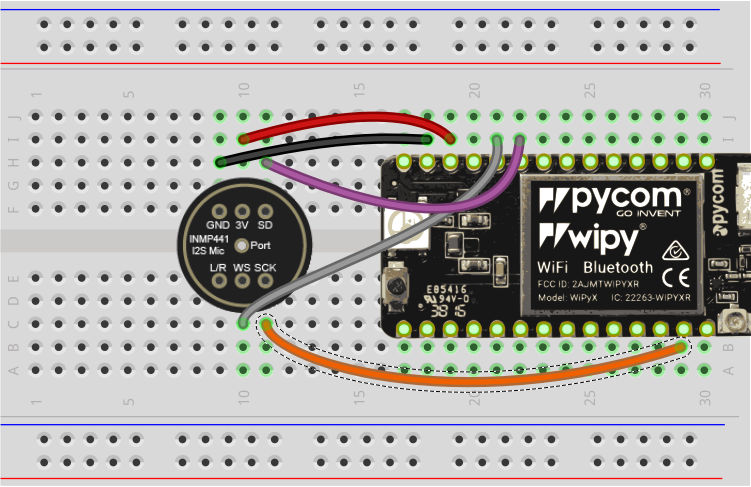 1 5 10 15 20 25 30
J J
I I
H
G
F
GND 3V SD
INMP441
I2S Mic
Port
L/R WS SCK
pycom®
GO INVENT
wipy®
WiFi Bluetooth
CE
FCC ID: 2AJMTWIPYXR
Model: WiPyX IC: 22263-WIPYXR
pycom
EB5416
94V-0
3815
E
D
C
B B
A A
1 5 10 15 20 25 30